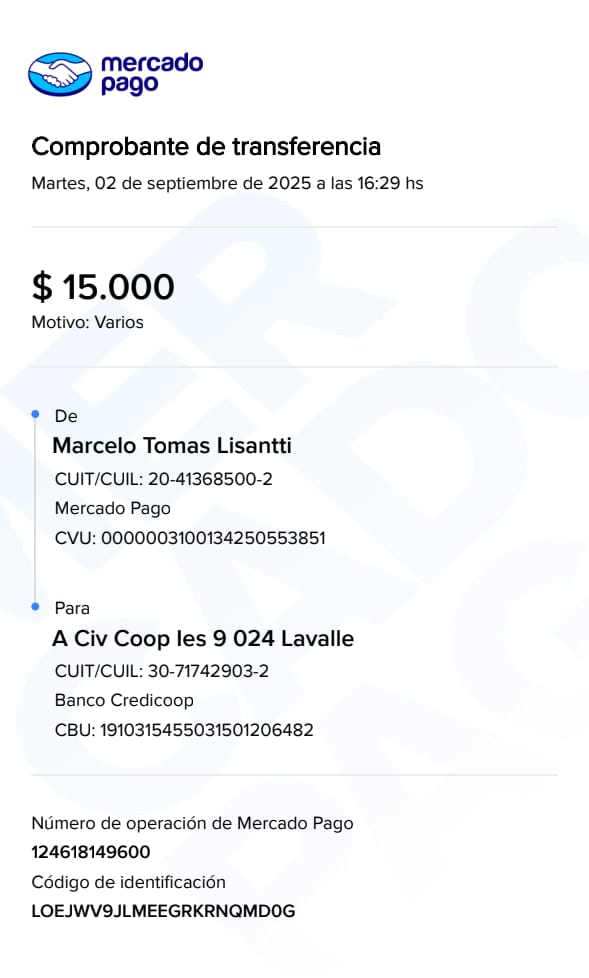 mercado
pago
Comprobante de transferencia
Martes, 02 de septiembre de 2025 a las 16:29 hs
$ 15.000
Motivo: Varios
De
Marcelo Tomas Lisantti
CUIT/CUIL: 20-41368500-2
Mercado Pago
CVU: 0000003100134250553851
Para
A Civ Coop Ies 9 024 Lavalle
CUIT/CUIL: 30-71742903-2
Banco Credicoop
CBU: 1910315455031501206482
Número de operación de Mercado Pago
124618149600
Código de identificación
LOEJWV9JLMEEGRKRNQMD0G